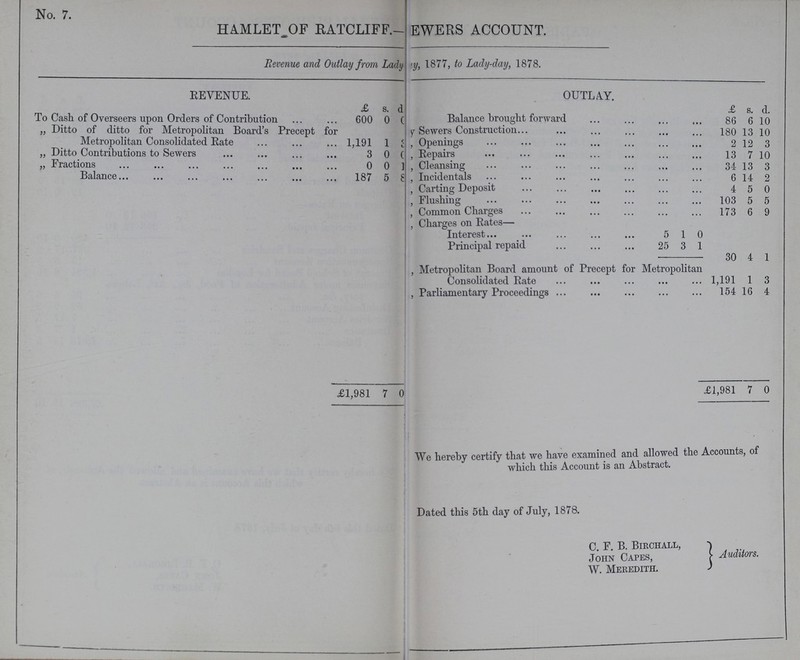 No. 7.
HAMLET OF RATCLIFF.—EWERS ACCOUNT.
Revenue and Outlay from Lady ay, 1877, to Lady-day, 1878.
REVENUE.
£ s. d
To Cash of Overseers upon Orders of Contribution ... ... 600 0
„ Ditto of ditto for Metropolitan Board's Precept for
Metropolitan Consolidated Rate ... ... ... 1,191 1
„ Ditto Contributions to Sewers ... ... ... ... 3 0
„ Fractions ... ... ... ... ... ... ... 0 0 1
Balance... ... ... ... ... ... ... 187 5 8
£1,981 7 0
OUTLAY.
£ s. d.
Balance brought forward ... ... ... ... 86 6 10
y Sewers Construction... ... ... ... ... ... 180 13 10
, Openings ... ... ... ... ... ... ... 2 12 3
, Repairs ... ... ... ... ... ... ... 13 7 10
, Cleansing ... ... ... ... ... ... ... 34 13 3
, Incidentals ... ... ... ... ... ... ... 6 14 2
, Carting Deposit ... ... ... ... ... ... 4 5 0
, Flushing ... ... ... ... ... ... ... 103 5 5
, Common Charges ... ... ... ... ... ... 173 6 9
, Charges on Rates—
Interest... ... ... ... ... 5 1 0
Principal repaid ... ... ... 25 3 1
30 4 1
, Metropolitan Board amount of Precept for Metropolitan
Consolidated Rate ... ... ... ... ... 1,191 1 3
, Parliamentary Proceedings ... ... ... ... ... 154 16 4
£1,981 7 0
We hereby certify that we have examined and allowed the Accounts, of
which this Account is an Abstract.
Dated this 5th day of July, 1878.
C. F. B. BIRCHALL,
JOHN CAPES,
W. MEREDITH.
} Auditors.